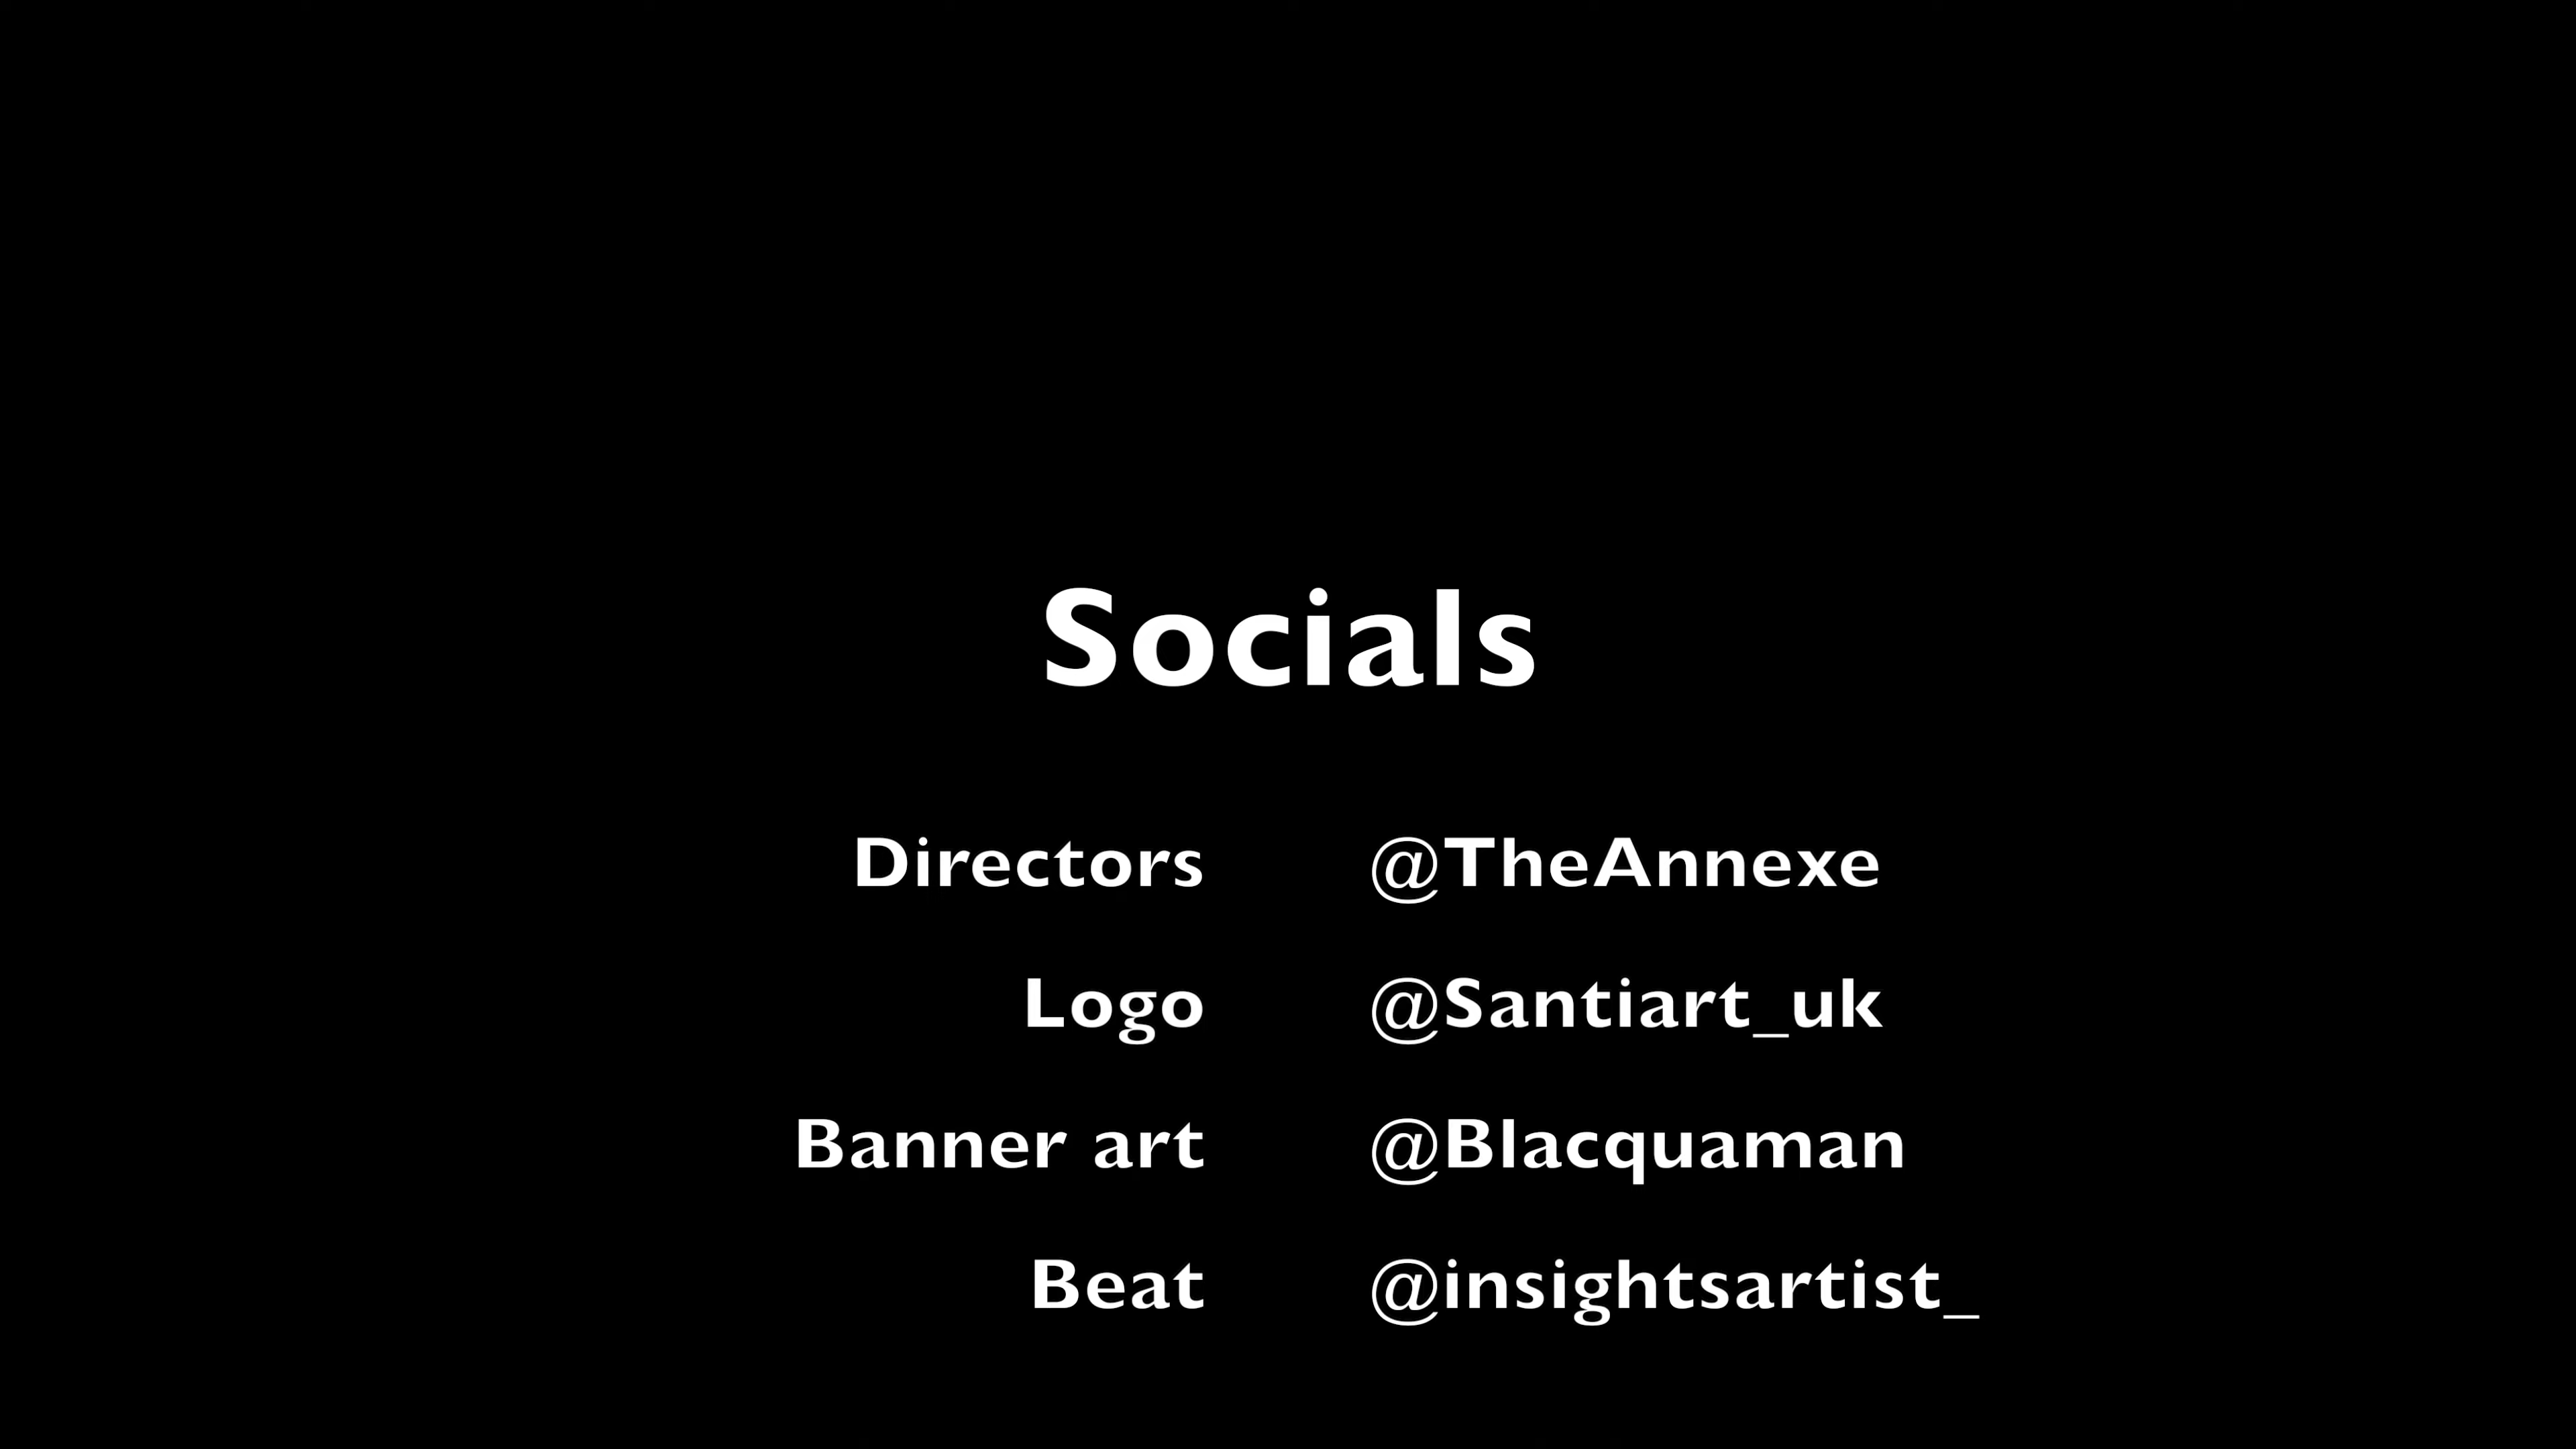 Socials
Directors @TheAnnexe
Logo @Santiart_uk
Banner art @Blacquaman
Beat @insightsartist_